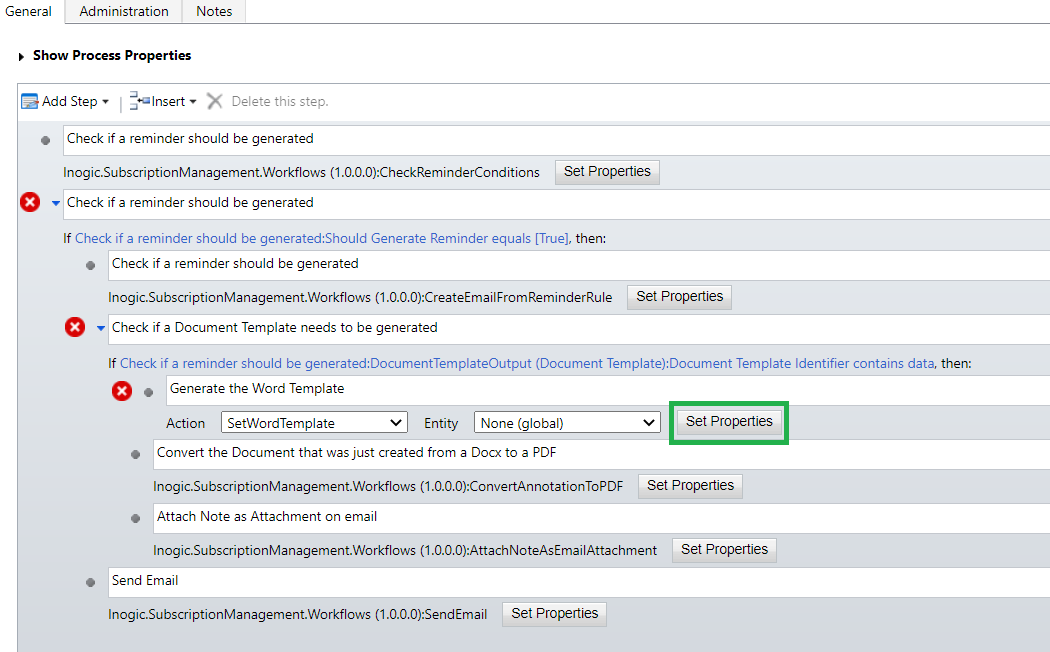 General Administration Notes
Show Process Properties
Add Step Insert Delete this step.
Check if a reminder should be generated
Inogic.SubscriptionManagement.Workflows (1.0.0.0):CheckReminderConditions Set Properties
Check if a reminder should be generated
If Check if a reminder should be generated:Should Generate Reminder equals [True], then:
Check if a reminder should be generated
Inogic.SubscriptionManagement.Workflows (1.0.0.0):CreateEmailFromReminderRule Set Properties
Check if a Document Template needs to be generated
If Check if a reminder should be generated:DocumentTemplateOutput (Document Template):Document Template Identifier contains data, then:
Generate the Word Template
Action SetWordTemplate Entity None (global) Set Properties
Convert the Document that was just created from a Docx to a PDF
Inogic.SubscriptionManagement.Workflows (1.0.0.0):ConvertAnnotationToPDF Set Properties
Attach Note as Attachment on email
Inogic.SubscriptionManagement.Workflows (1.0.0.0):AttachNoteAsEmailAttachment Set Properties
Send Email
Inogic.SubscriptionManagement.Workflows (1.0.0.0):SendEmail Set Properties